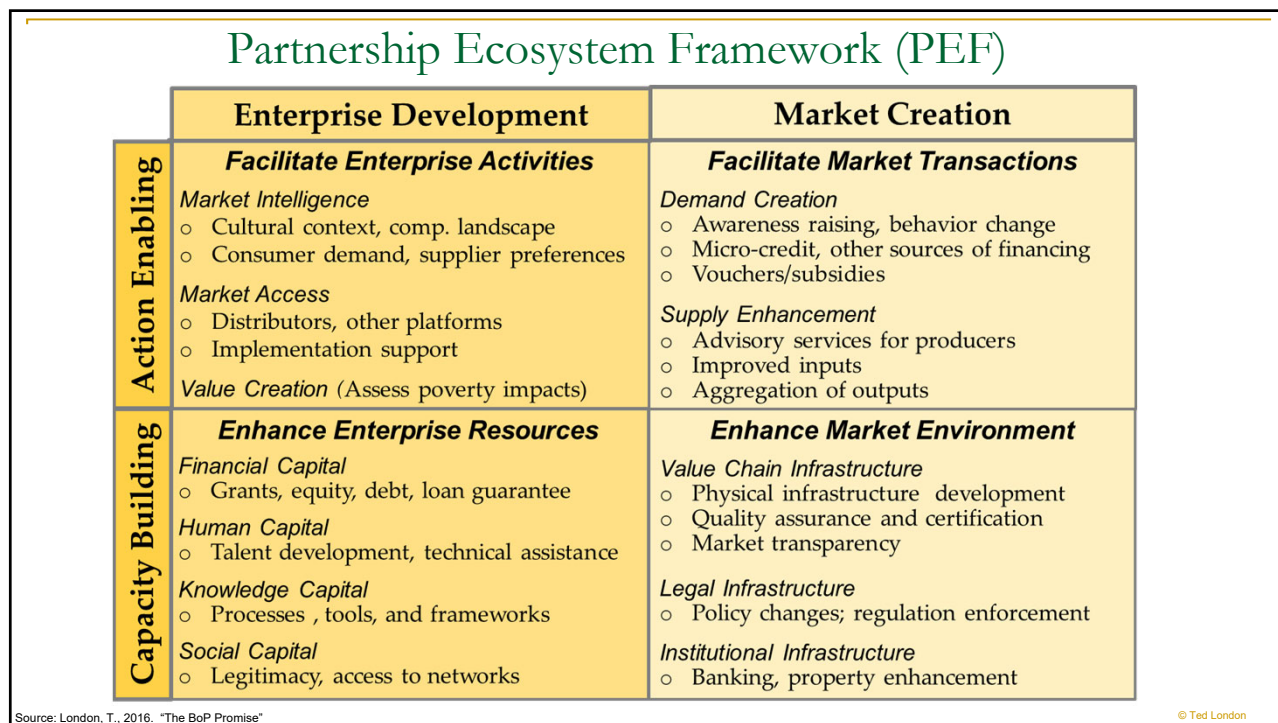 Partnership Ecosystem Framework (PEF)
Enterprise Development
Market Creation
Action Enabling
Facilitate Enterprise Activities
Market Intelligence
o Cultural context, comp. landscape
o Consumer demand, supplier preferences
Market Access
o Distributors, other platforms
o Implementation support
Value Creation (Assess poverty impacts)
Facilitate Market Transactions
Demand Creation
o Awareness raising, behavior change
o Micro-credit, other sources of financing
o Vouchers/subsidies
Supply Enhancement
o Advisory services for producers
o Improved inputs
o Aggregation of outputs
Capacity Building
Enhance Enterprise Resources
Financial Capital
o Grants, equity, debt, loan guarantee
Human Capital
o Talent development, technical assistance
Knowledge Capital
o Processes , tools, and frameworks
Social Capital
o Legitimacy, access to networks
Enhance Market Environment
Value Chain Infrastructure
o Physical infrastructure development
o Quality assurance and certification
o Market transparency
Legal Infrastructure
o Policy changes; regulation enforcement
Institutional Infrastructure
o Banking, property enhancement
Source: London, T., 2016. “The BoP Promise”
© Ted London